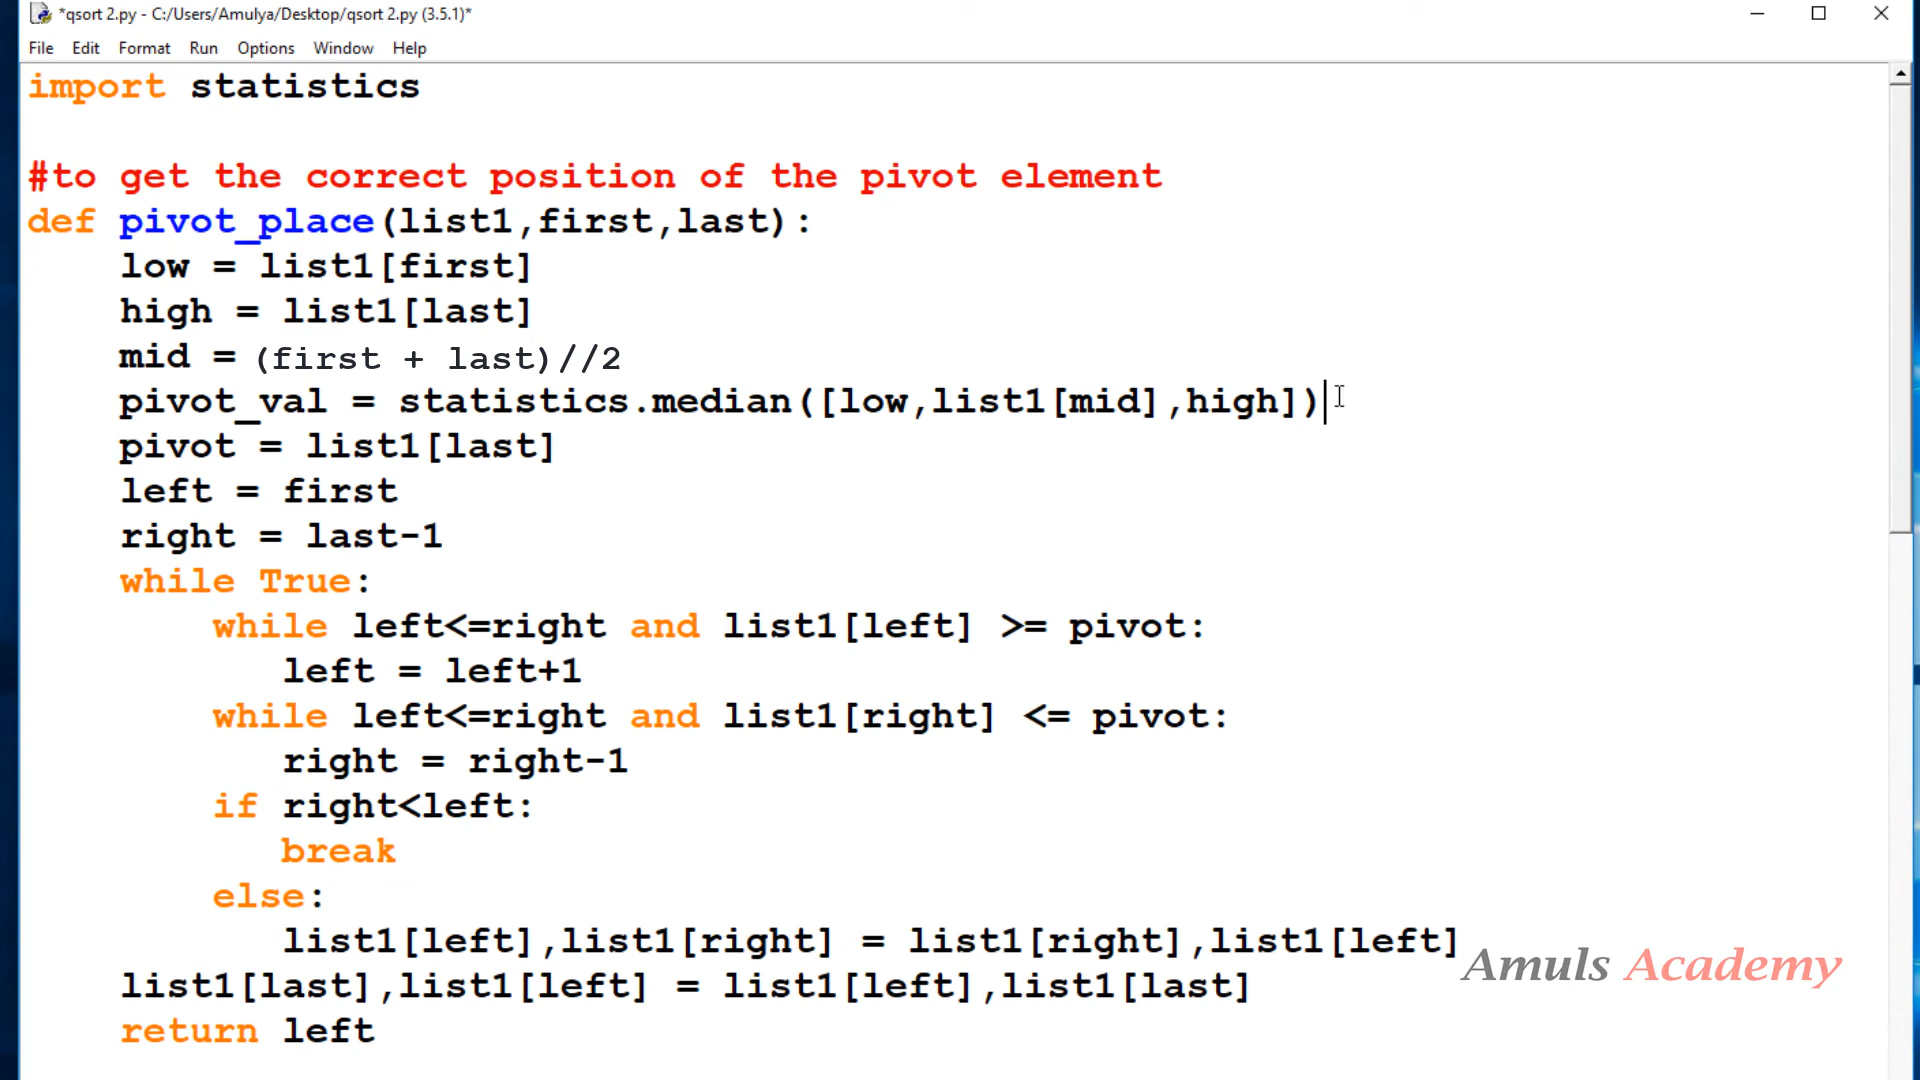 *qsort 2.py - C:/Users/Amulya/Desktop/qsort 2.py (3.5.1)*
File Edit Format Run Options Window Help
import statistics
#to get the correct position of the pivot element
def pivot_place(list1,first,last):
    low = list1[first]
    high = list1[last]
    mid = (first + last)//2
    pivot_val = statistics.median([low,list1[mid],high])
    pivot = list1[last]
    left = first
    right = last-1
    while True:
        while left<=right and list1[left] >= pivot:
           left = left+1
        while left<=right and list1[right] <= pivot:
           right = right-1
        if right<left:
           break
        else:
           list1[left],list1[right] = list1[right],list1[left]
    list1[last],list1[left] = list1[left],list1[last]
    return left
Amuls Academy